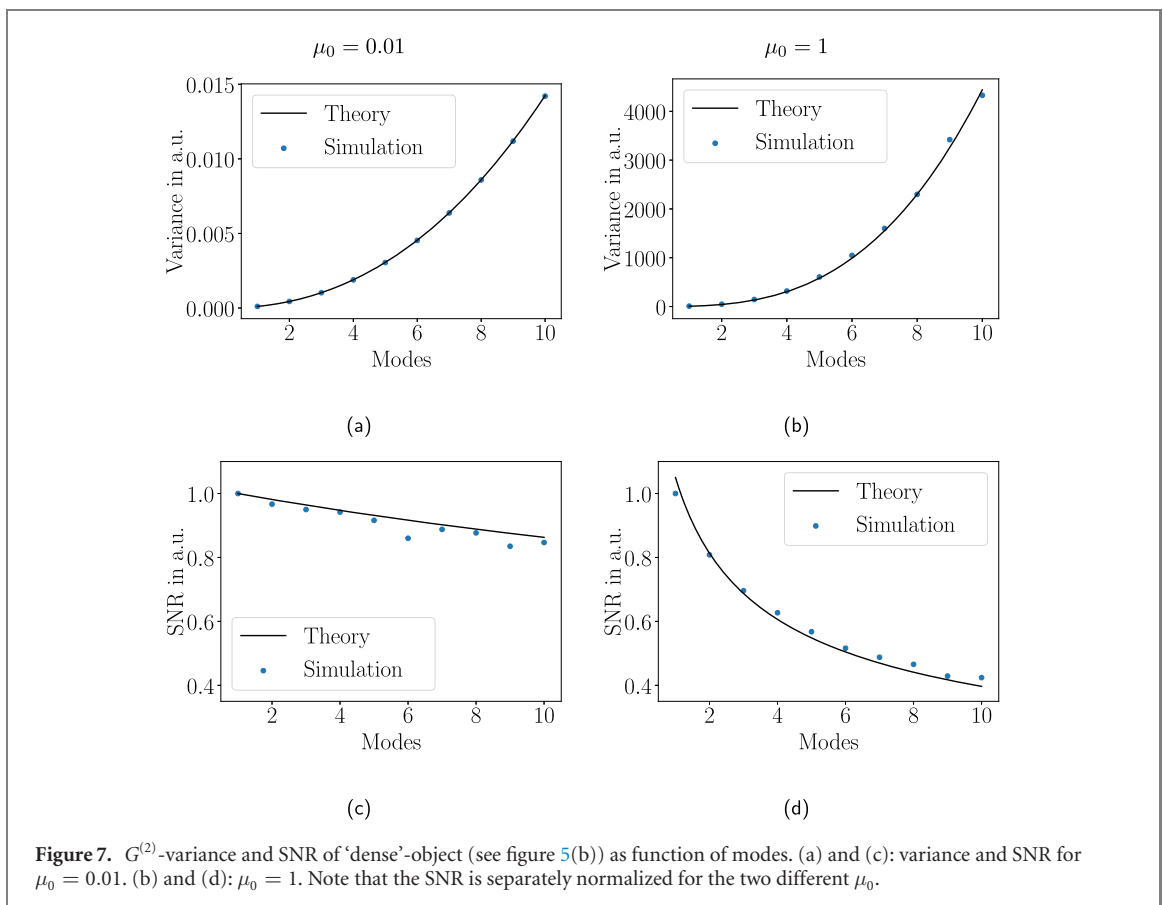 μ₀ = 0.01
μ₀ = 1
0.015
0.010
0.005
0.000
Variance in a.u.
Theory
Simulation
2 4 6 8 10
Modes
(a)
4000
3000
2000
1000
0
Variance in a.u.
Theory
Simulation
2 4 6 8 10
Modes
(b)
1.0
0.8
0.6
0.4
SNR in a.u.
Theory
Simulation
2 4 6 8 10
Modes
(c)
1.0
0.8
0.6
0.4
SNR in a.u.
Theory
Simulation
2 4 6 8 10
Modes
(d)
Figure 7. G⁽²⁾-variance and SNR of ‘dense’-object (see figure 5(b)) as function of modes. (a) and (c): variance and SNR for
μ₀ = 0.01. (b) and (d): μ₀ = 1. Note that the SNR is separately normalized for the two different μ₀.